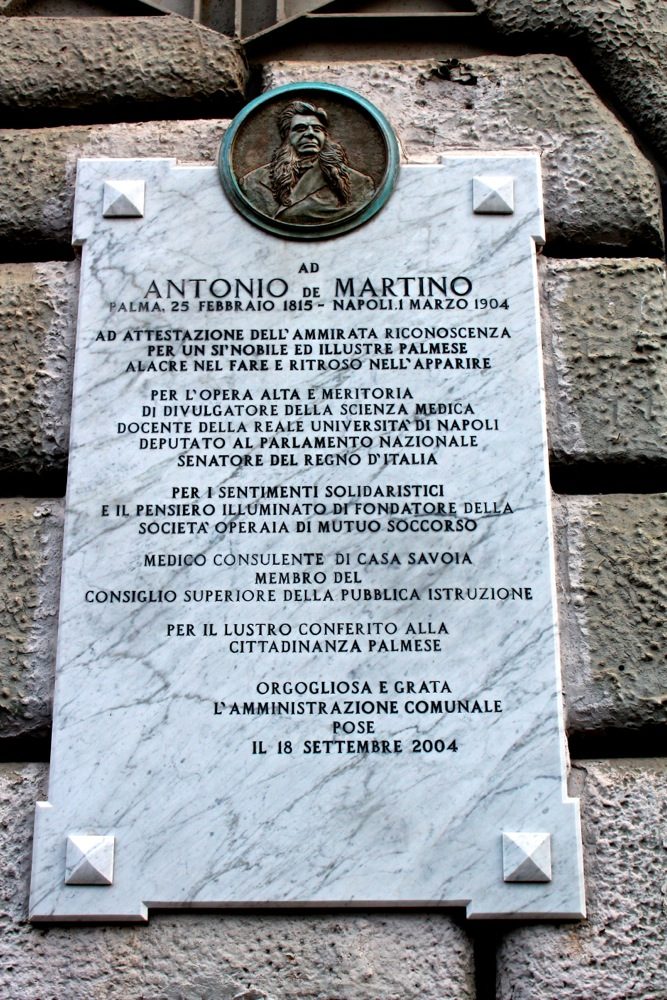 AD
ANTONIO DE MARTINO
PALMA, 25 FEBBRAIO 1815 - NAPOLI, 1 MARZO 1904
AD ATTESTAZIONE DELL'AMMIRATA RICONOSCENZA
PER UN SI'NOBILE ED ILLUSTRE PALMESE
ALACRE NEL FARE E RITROSO NELL'APPARIRE
PER L'OPERA ALTA E MERITORIA
DI DIVULGATORE DELLA SCIENZA MEDICA
DOCENTE DELLA REALE UNIVERSITA' DI NAPOLI
DEPUTATO AL PARLAMENTO NAZIONALE
SENATORE DEL REGNO D'ITALIA
PER I SENTIMENTI SOLIDARISTICI
E IL PENSIERO ILLUMINATO DI FONDATORE DELLA
SOCIETA' OPERAIA DI MUTUO SOCCORSO
MEDICO CONSULENTE DI CASA SAVOIA
MEMBRO DEL
CONSIGLIO SUPERIORE DELLA PUBBLICA ISTRUZIONE
PER IL LUSTRO CONFERITO ALLA
CITTADINANZA PALMESE
ORGOGLIOSA E GRATA
L'AMMINISTRAZIONE COMUNALE
POSE
IL 18 SETTEMBRE 2004